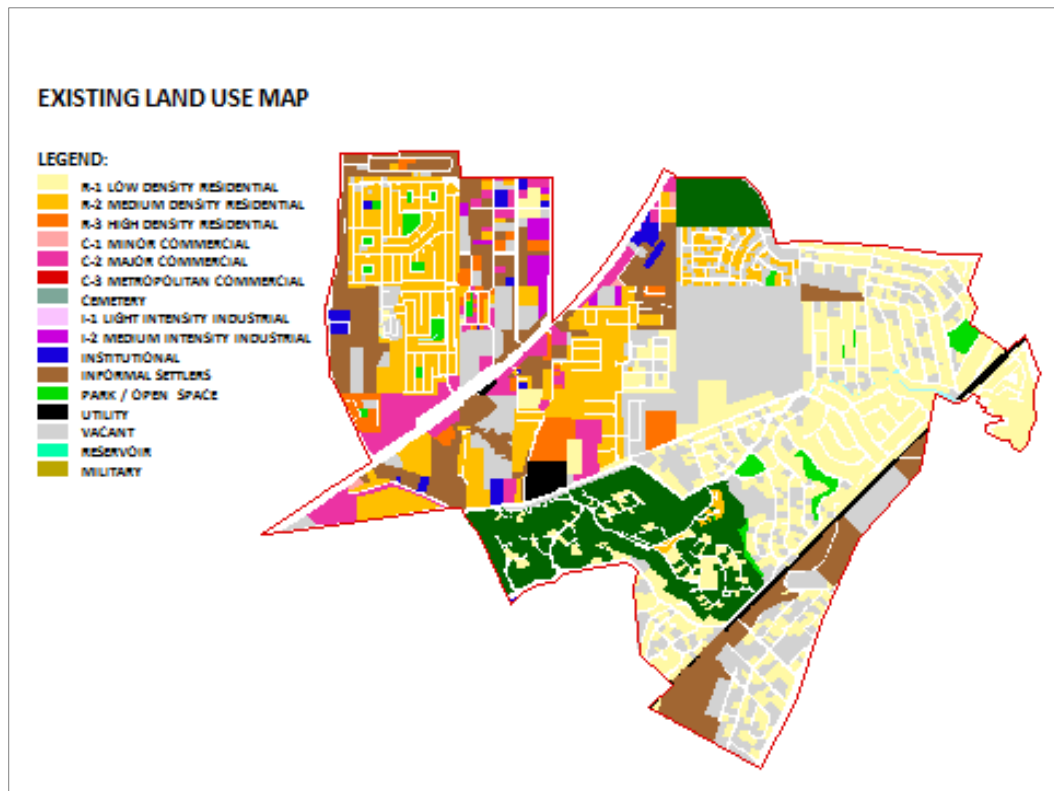 EXISTING LAND USE MAP
LEGEND:
R-1 LOW DENSITY RESIDENTIAL
R-2 MEDIUM DENSITY RESIDENTIAL
R-3 HIGH DENSITY RESIDENTIAL
C-1 MINOR COMMERCIAL
C-2 MAJOR COMMERCIAL
C-3 METROPOLITAN COMMERCIAL
CEMETERY
I-1 LIGHT INTENSITY INDUSTRIAL
I-2 MEDIUM INTENSITY INDUSTRIAL
INSTITUTIONAL
INFORMAL SETTLERS
PARK / OPEN SPACE
UTILITY
VACANT
RESERVOIR
MILITARY